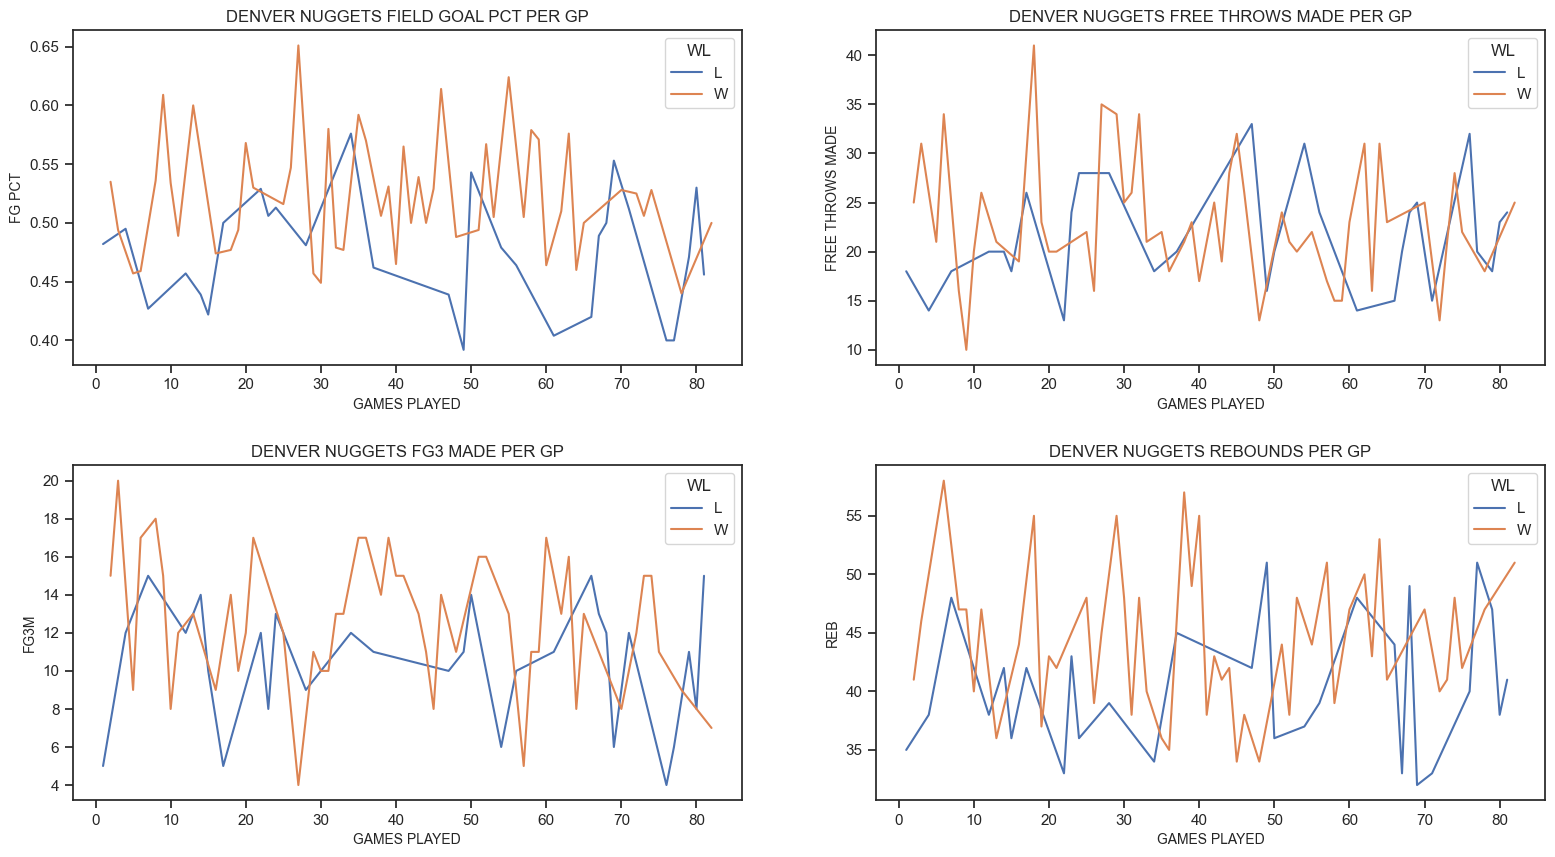 DENVER NUGGETS FIELD GOAL PCT PER GP
FG PCT
0.65
0.60
0.55
0.50
0.45
0.40
0 10 20 30 40 50 60 70 80
GAMES PLAYED
WL
L
W
DENVER NUGGETS FREE THROWS MADE PER GP
FREE THROWS MADE
40
35
30
25
20
15
10
0 10 20 30 40 50 60 70 80
GAMES PLAYED
WL
L
W
DENVER NUGGETS FG3 MADE PER GP
FG3M
20
18
16
14
12
10
8
6
4
0 10 20 30 40 50 60 70 80
GAMES PLAYED
WL
L
W
DENVER NUGGETS REBOUNDS PER GP
REB
55
50
45
40
35
0 10 20 30 40 50 60 70 80
GAMES PLAYED
WL
L
W